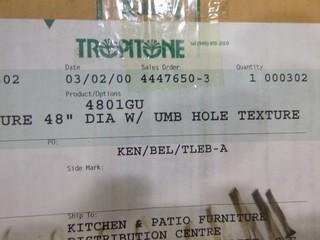 TROPITONE
Date Sales Order Quantity
02 03/02/00 4447650-3 1 000302
Product/Options
4801GU
URE 48" DIA W/ UMB HOLE TEXTURE
PO:
KEN/BEL/TLEB-A
Side Mark:
Ship To:
KITCHEN & PATIO FURNITURE
DISTRIBUTION CENTRE